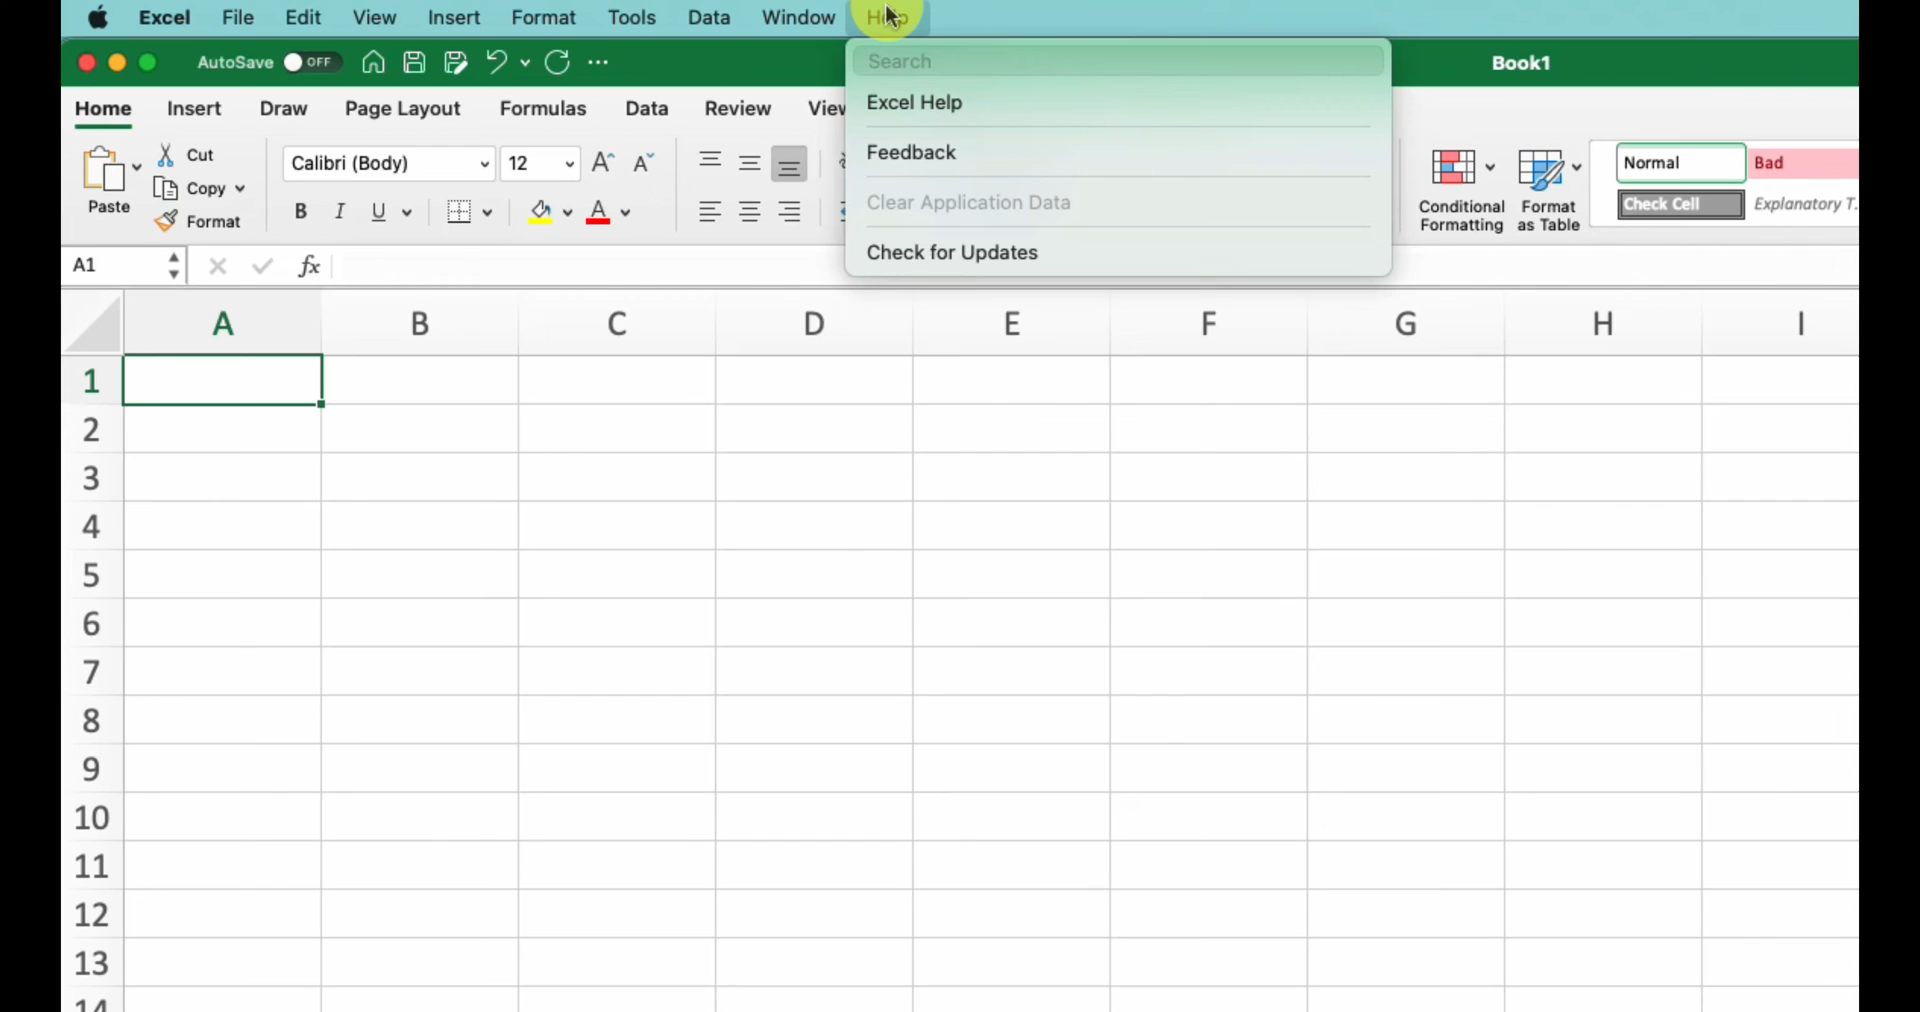 Excel File Edit View Insert Format Tools Data Window Help
AutoSave OFF
Book1
Home Insert Draw Page Layout Formulas Data Review View
Search
Excel Help
Feedback
Clear Application Data
Check for Updates
Paste
Cut
Copy
Format
Calibri (Body) 12
B I U A
Conditional
Formatting
Format
as Table
Normal Bad
Check Cell Explanatory T...
A1 fx
A B C D E F G H I
1
2
3
4
5
6
7
8
9
10
11
12
13
14